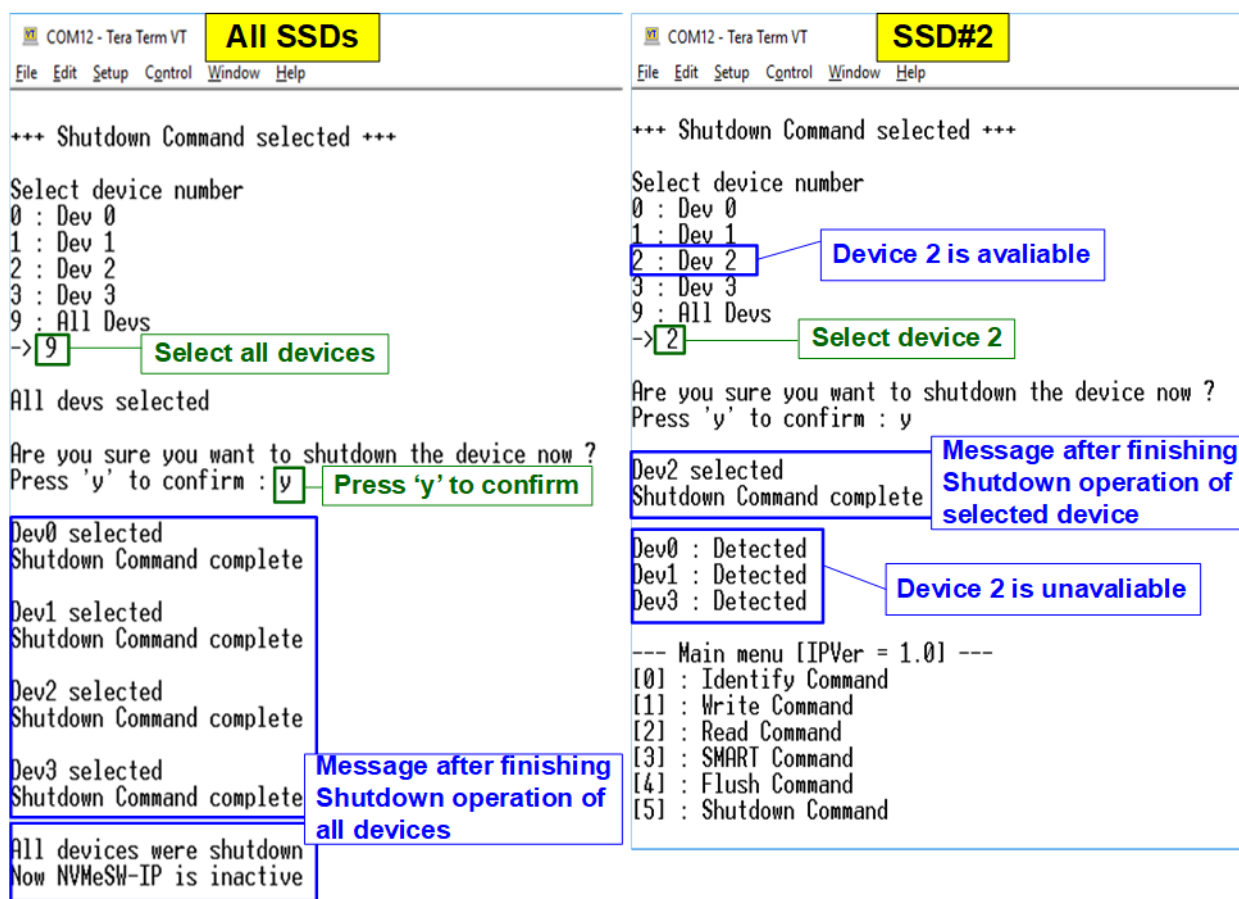 COM12 - Tera Term VT
All SSDs
File Edit Setup Control Window Help
+++ Shutdown Command selected +++
Select device number
0 : Dev 0
1 : Dev 1
2 : Dev 2
3 : Dev 3
9 : All Devs
->9
Select all devices
All devs selected
Are you sure you want to shutdown the device now ?
Press 'y' to confirm : y
Press ‘y’ to confirm
Dev0 selected
Shutdown Command complete
Dev1 selected
Shutdown Command complete
Dev2 selected
Shutdown Command complete
Dev3 selected
Shutdown Command complete
Message after finishing
Shutdown operation of
all devices
All devices were shutdown
Now NVMeSW-IP is inactive
COM12 - Tera Term VT
SSD#2
File Edit Setup Control Window Help
+++ Shutdown Command selected +++
Select device number
0 : Dev 0
1 : Dev 1
2 : Dev 2
Device 2 is avaliable
3 : Dev 3
9 : All Devs
->2
Select device 2
Are you sure you want to shutdown the device now ?
Press 'y' to confirm : y
Dev2 selected
Shutdown Command complete
Message after finishing
Shutdown operation of
selected device
Dev0 : Detected
Dev1 : Detected
Dev3 : Detected
Device 2 is unavaliable
--- Main menu [IPVer = 1.0] ---
[0] : Identify Command
[1] : Write Command
[2] : Read Command
[3] : SMART Command
[4] : Flush Command
[5] : Shutdown Command